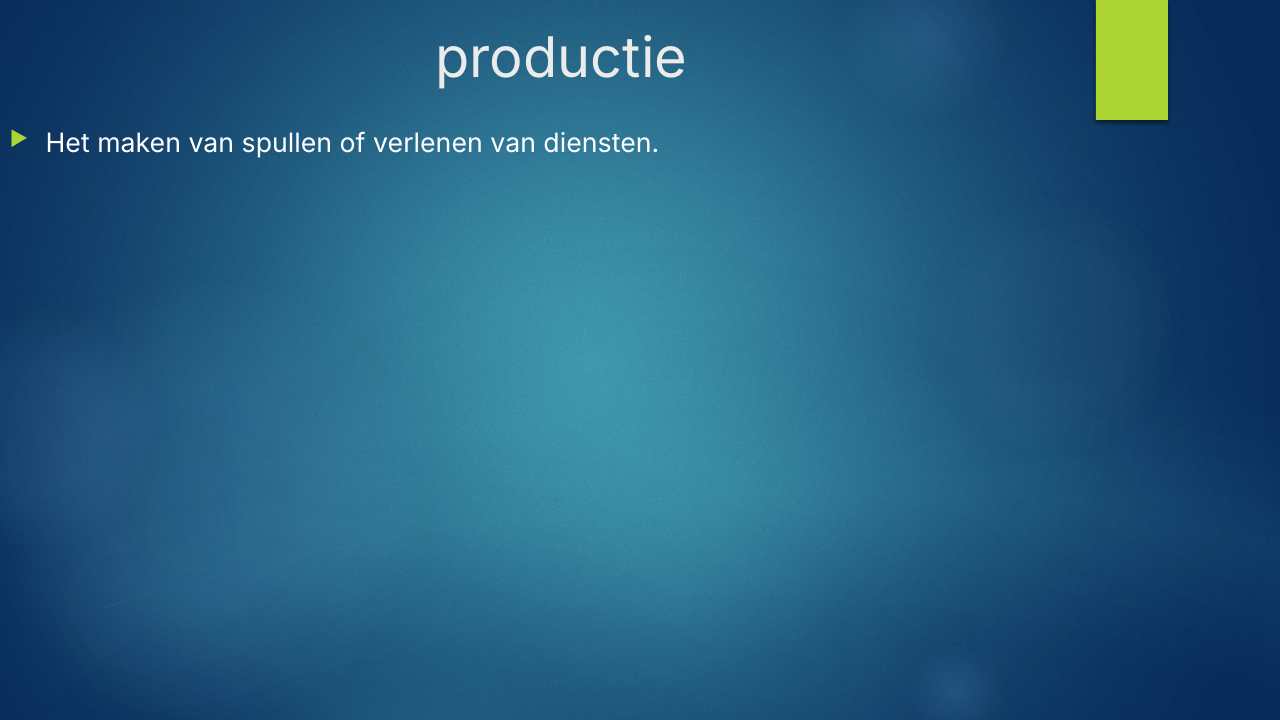 productie
Het maken van spullen of verlenen van diensten.